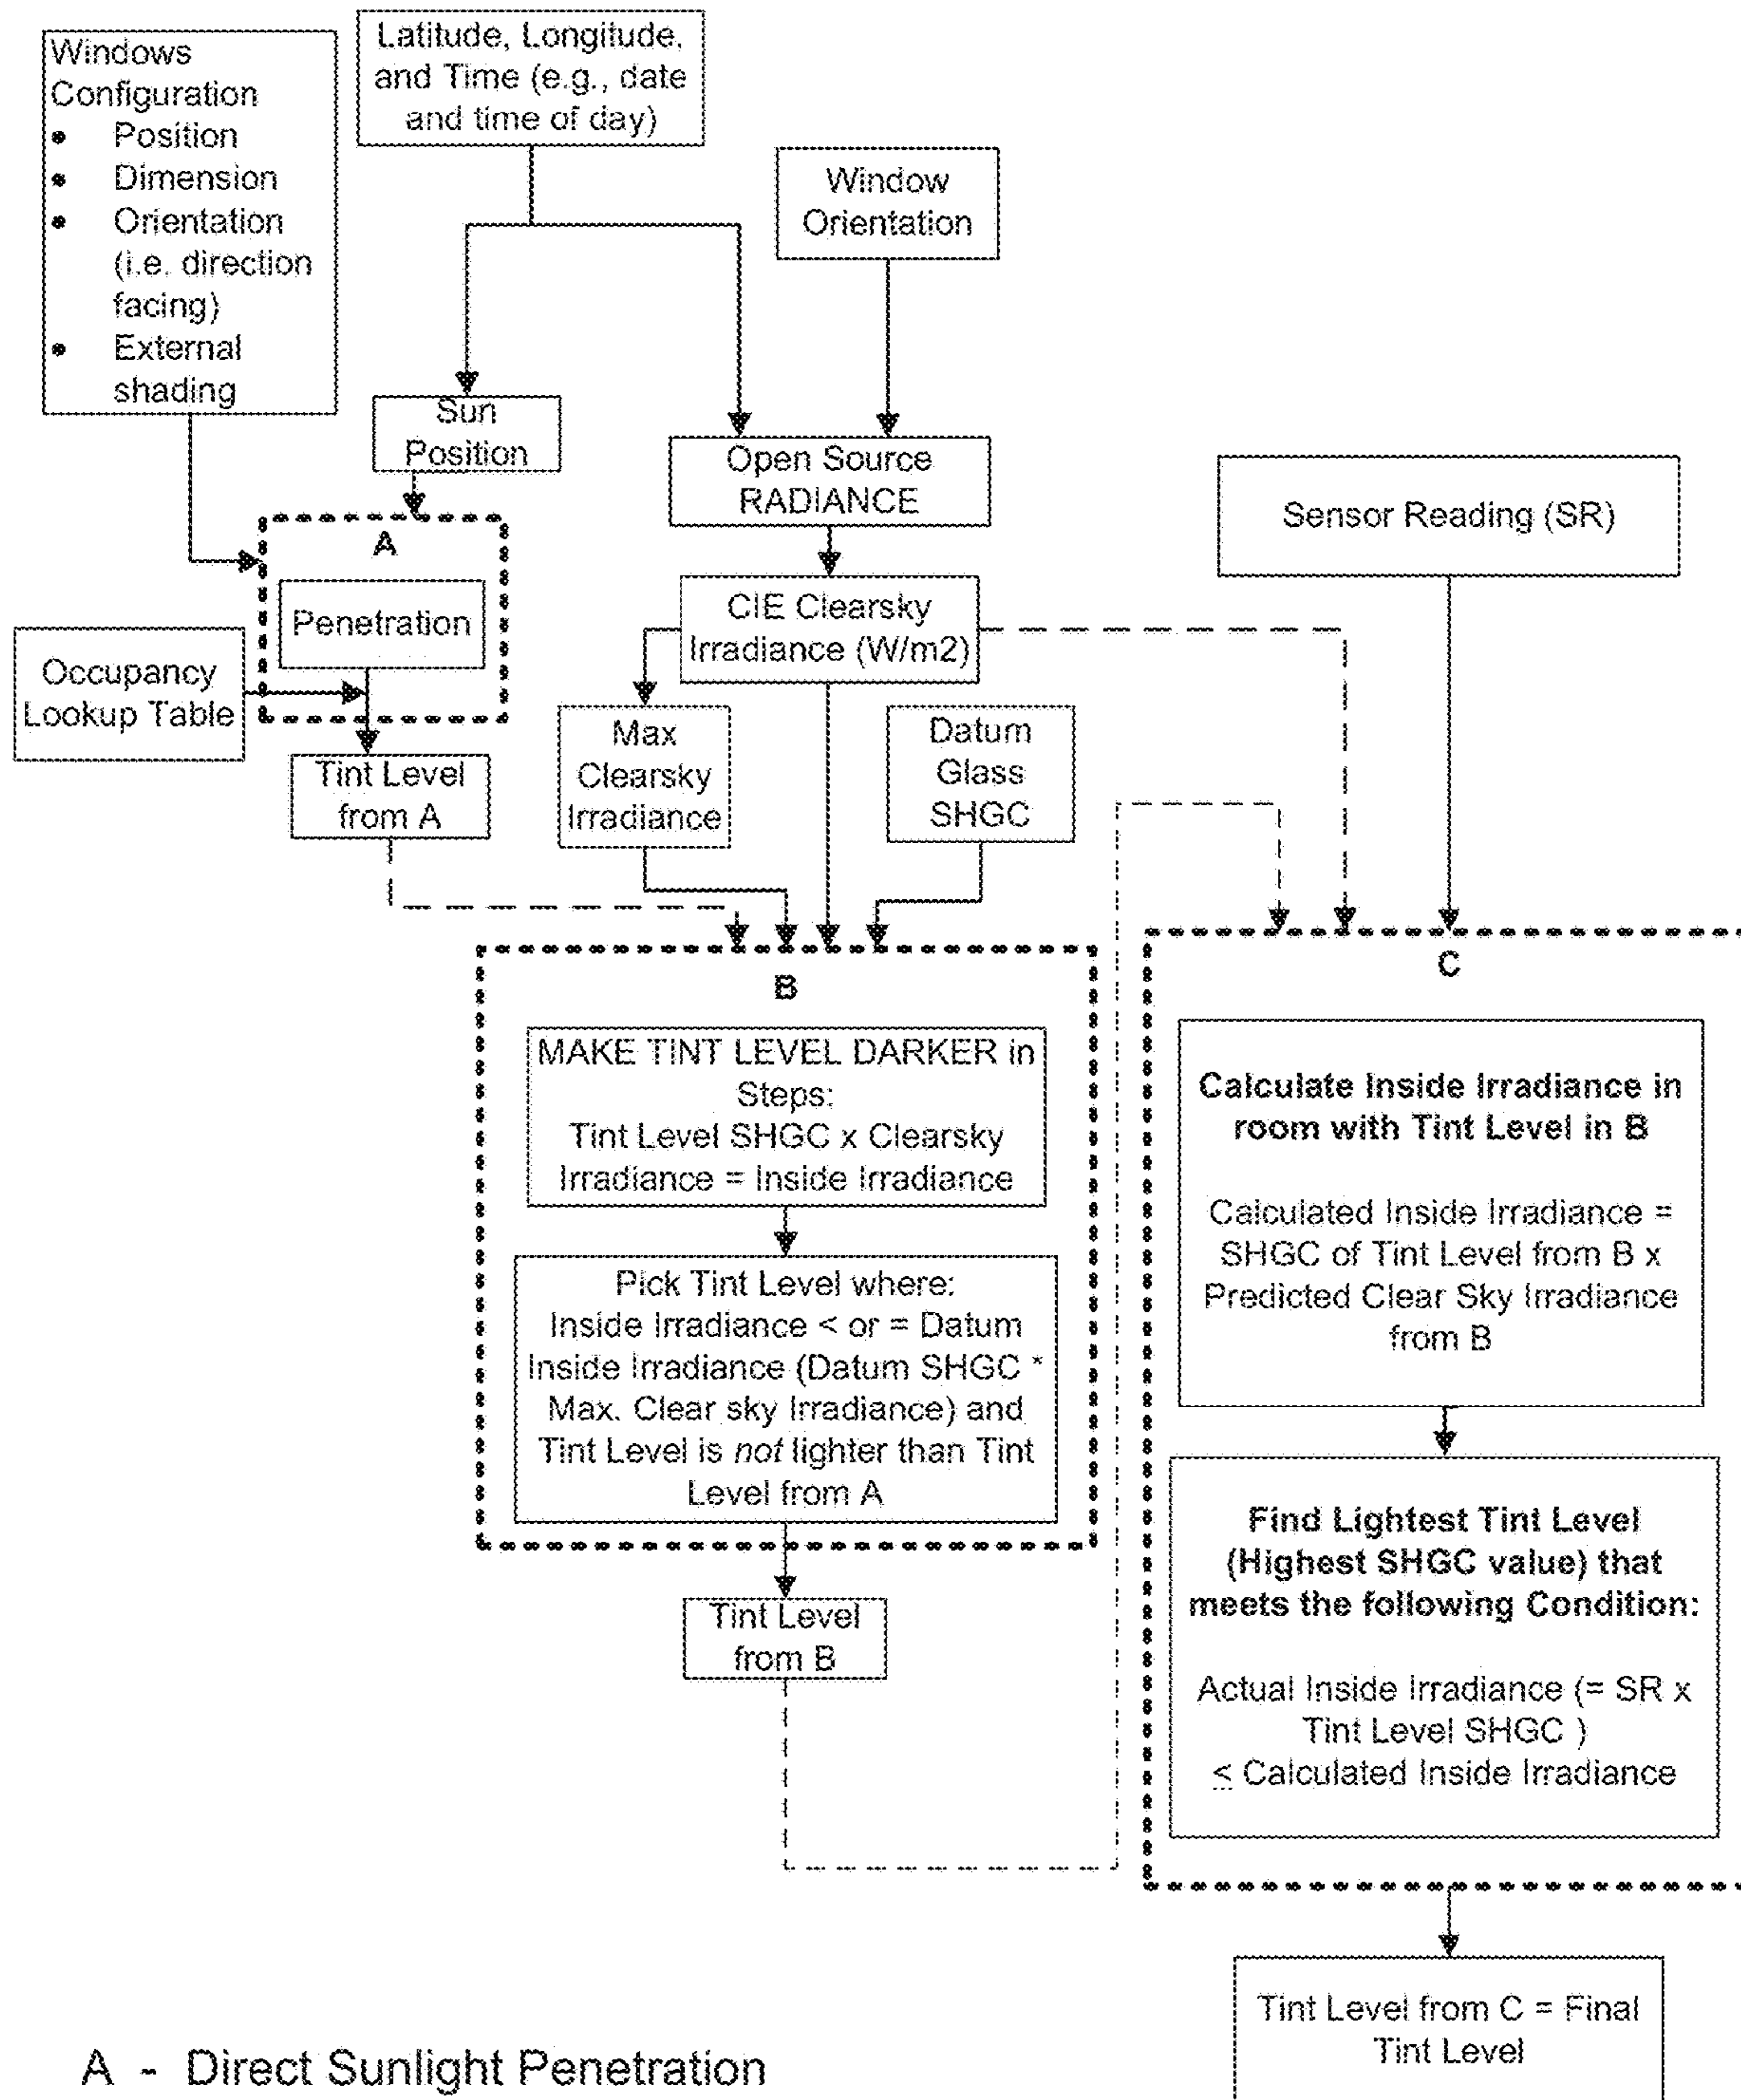 Windows
Configuration
• Position
• Dimension
• Orientation
(i.e. direction
facing)
• External
shading
Latitude, Longitude,
and Time (e.g., date
and time of day)
Window
Orientation
Sun
Position
Open Source
RADIANCE
Sensor Reading (SR)
A
Penetration
CIE Clearsky
Irradiance (W/m2)
Occupancy
Lookup Table
Tint Level
from A
Max
Clearsky
Irradiance
Datum
Glass
SHGC
B
MAKE TINT LEVEL DARKER in
Steps:
Tint Level SHGC x Clearsky
Irradiance = Inside Irradiance
Pick Tint Level where:
Inside Irradiance < or = Datum
Inside Irradiance (Datum SHGC *
Max. Clear sky Irradiance) and
Tint Level is not lighter than Tint
Level from A
Tint Level
from B
C
Calculate Inside Irradiance in
room with Tint Level in B
Calculated Inside Irradiance =
SHGC of Tint Level from B x
Predicted Clear Sky Irradiance
from B
Find Lightest Tint Level
(Highest SHGC value) that
meets the following Condition:
Actual Inside Irradiance (= SR x
Tint Level SHGC )
≤ Calculated Inside Irradiance
Tint Level from C = Final
Tint Level
A - Direct Sunlight Penetration